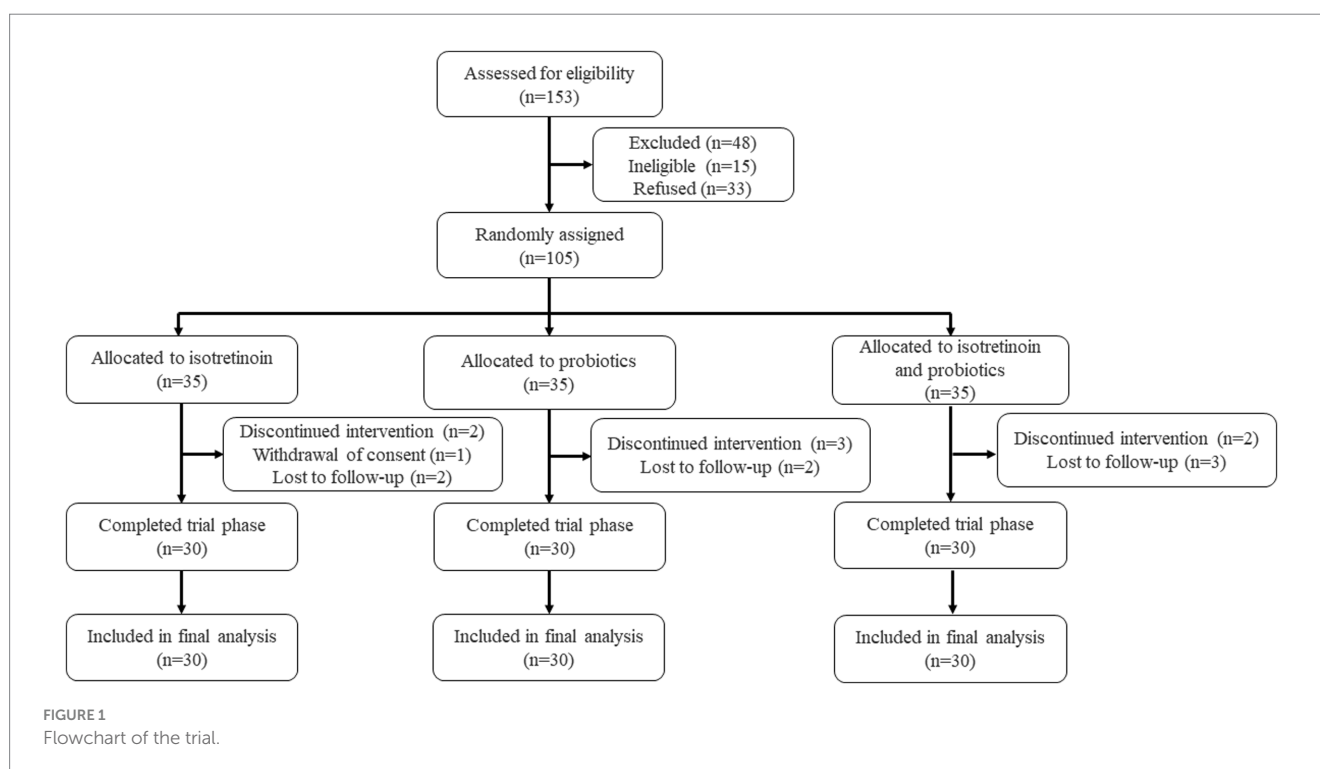 Assessed for eligibility
(n=153)
Excluded (n=48)
Ineligible (n=15)
Refused (n=33)
Randomly assigned
(n=105)
Allocated to isotretinoin
(n=35)
Allocated to probiotics
(n=35)
Allocated to isotretinoin
and probiotics
(n=35)
Discontinued intervention (n=2)
Withdrawal of consent (n=1)
Lost to follow-up (n=2)
Discontinued intervention (n=3)
Lost to follow-up (n=2)
Discontinued intervention (n=2)
Lost to follow-up (n=3)
Completed trial phase
(n=30)
Completed trial phase
(n=30)
Completed trial phase
(n=30)
Included in final analysis
(n=30)
Included in final analysis
(n=30)
Included in final analysis
(n=30)
FIGURE 1
Flowchart of the trial.